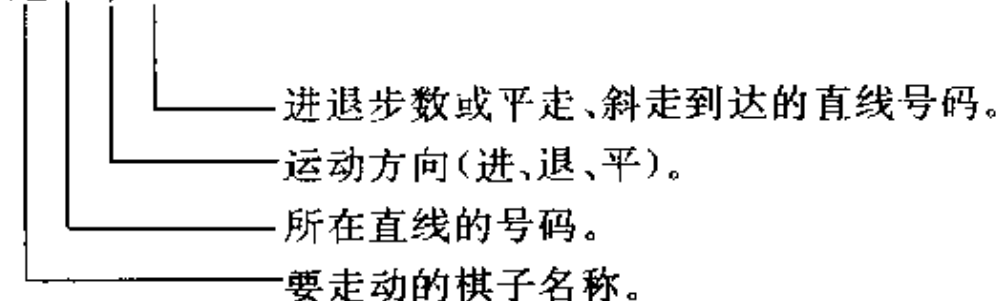 进退步数或平走、斜走到达的直线号码。
运动方向(进、退、平)。
所在直线的号码。
要走动的棋子名称。